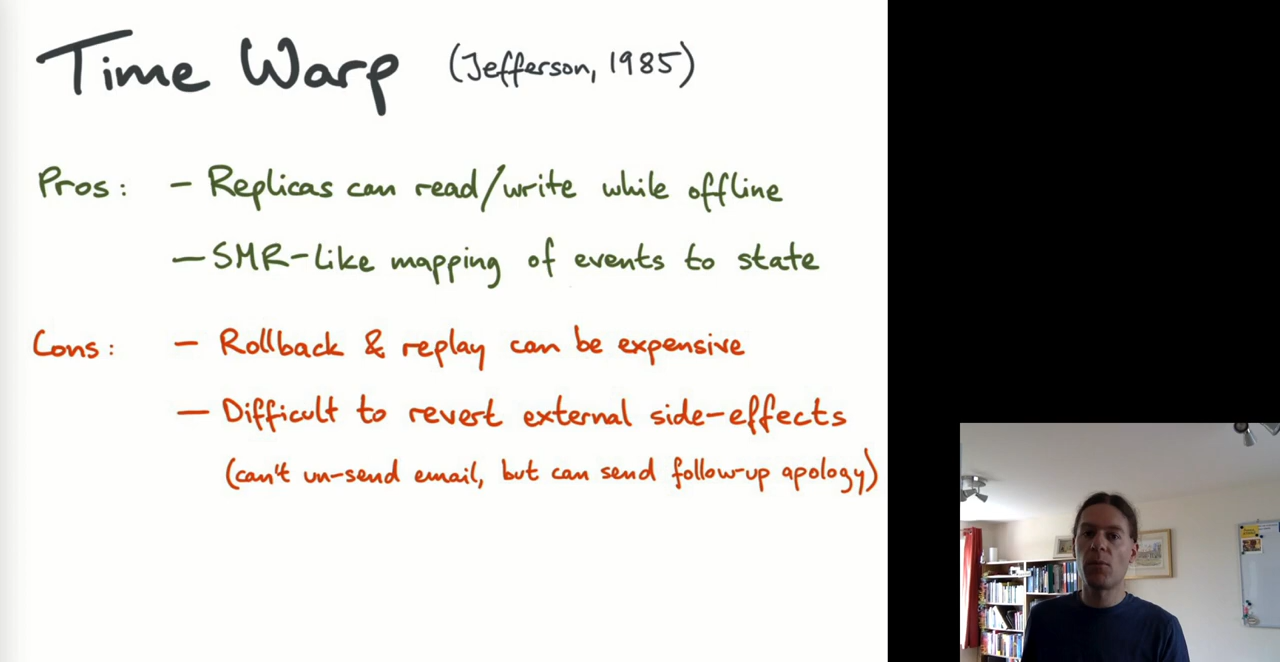 Time Warp (Jefferson, 1985)
Pros: - Replicas can read/write while offline
- SMR-like mapping of events to state
Cons: - Rollback & replay can be expensive
- Difficult to revert external side-effects
(can't un-send email, but can send follow-up apology)